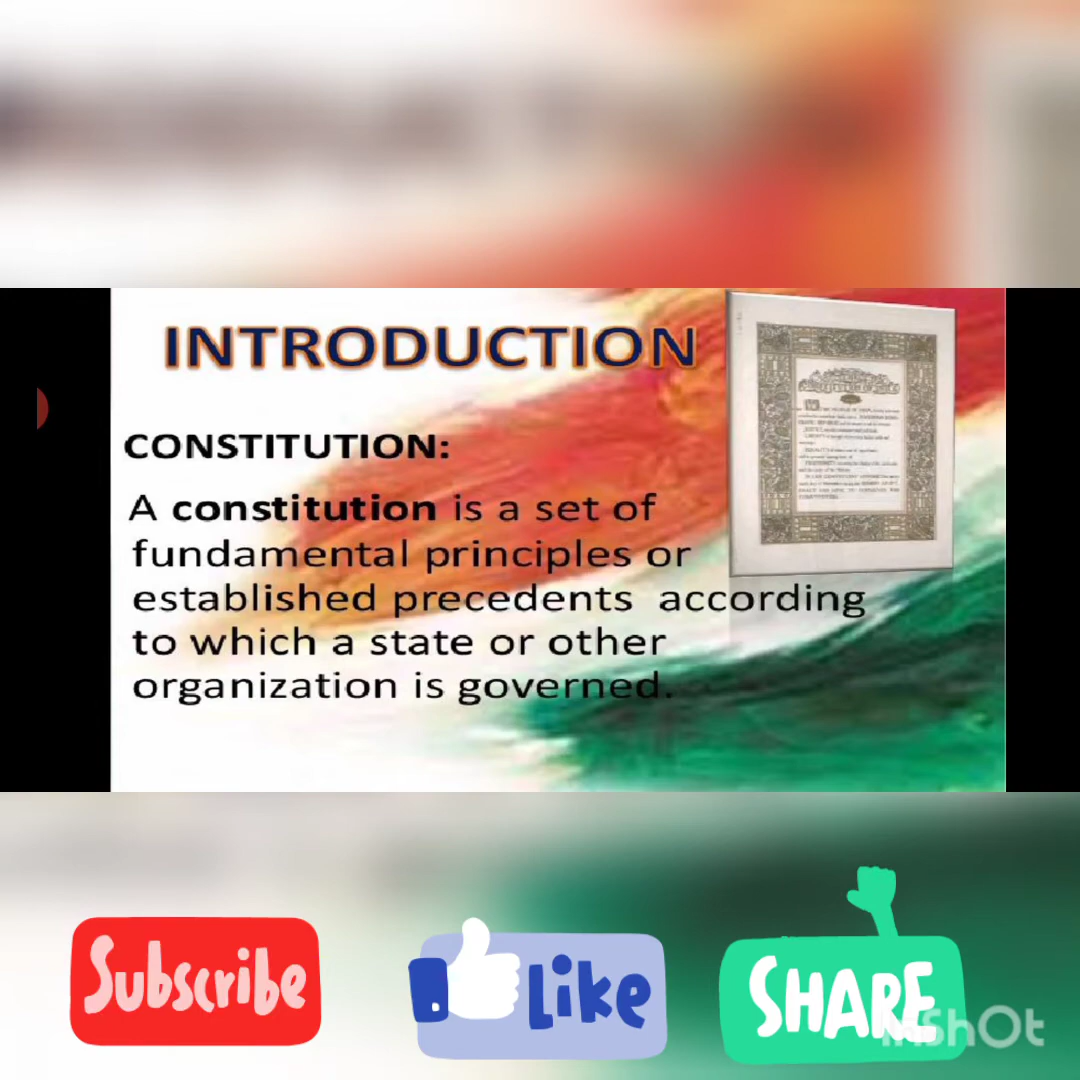 INTRODUCTION
CONSTITUTION:
A constitution is a set of
fundamental principles or
established precedents according
to which a state or other
organization is governed.
Subscribe
Like
SHARE
InShOt